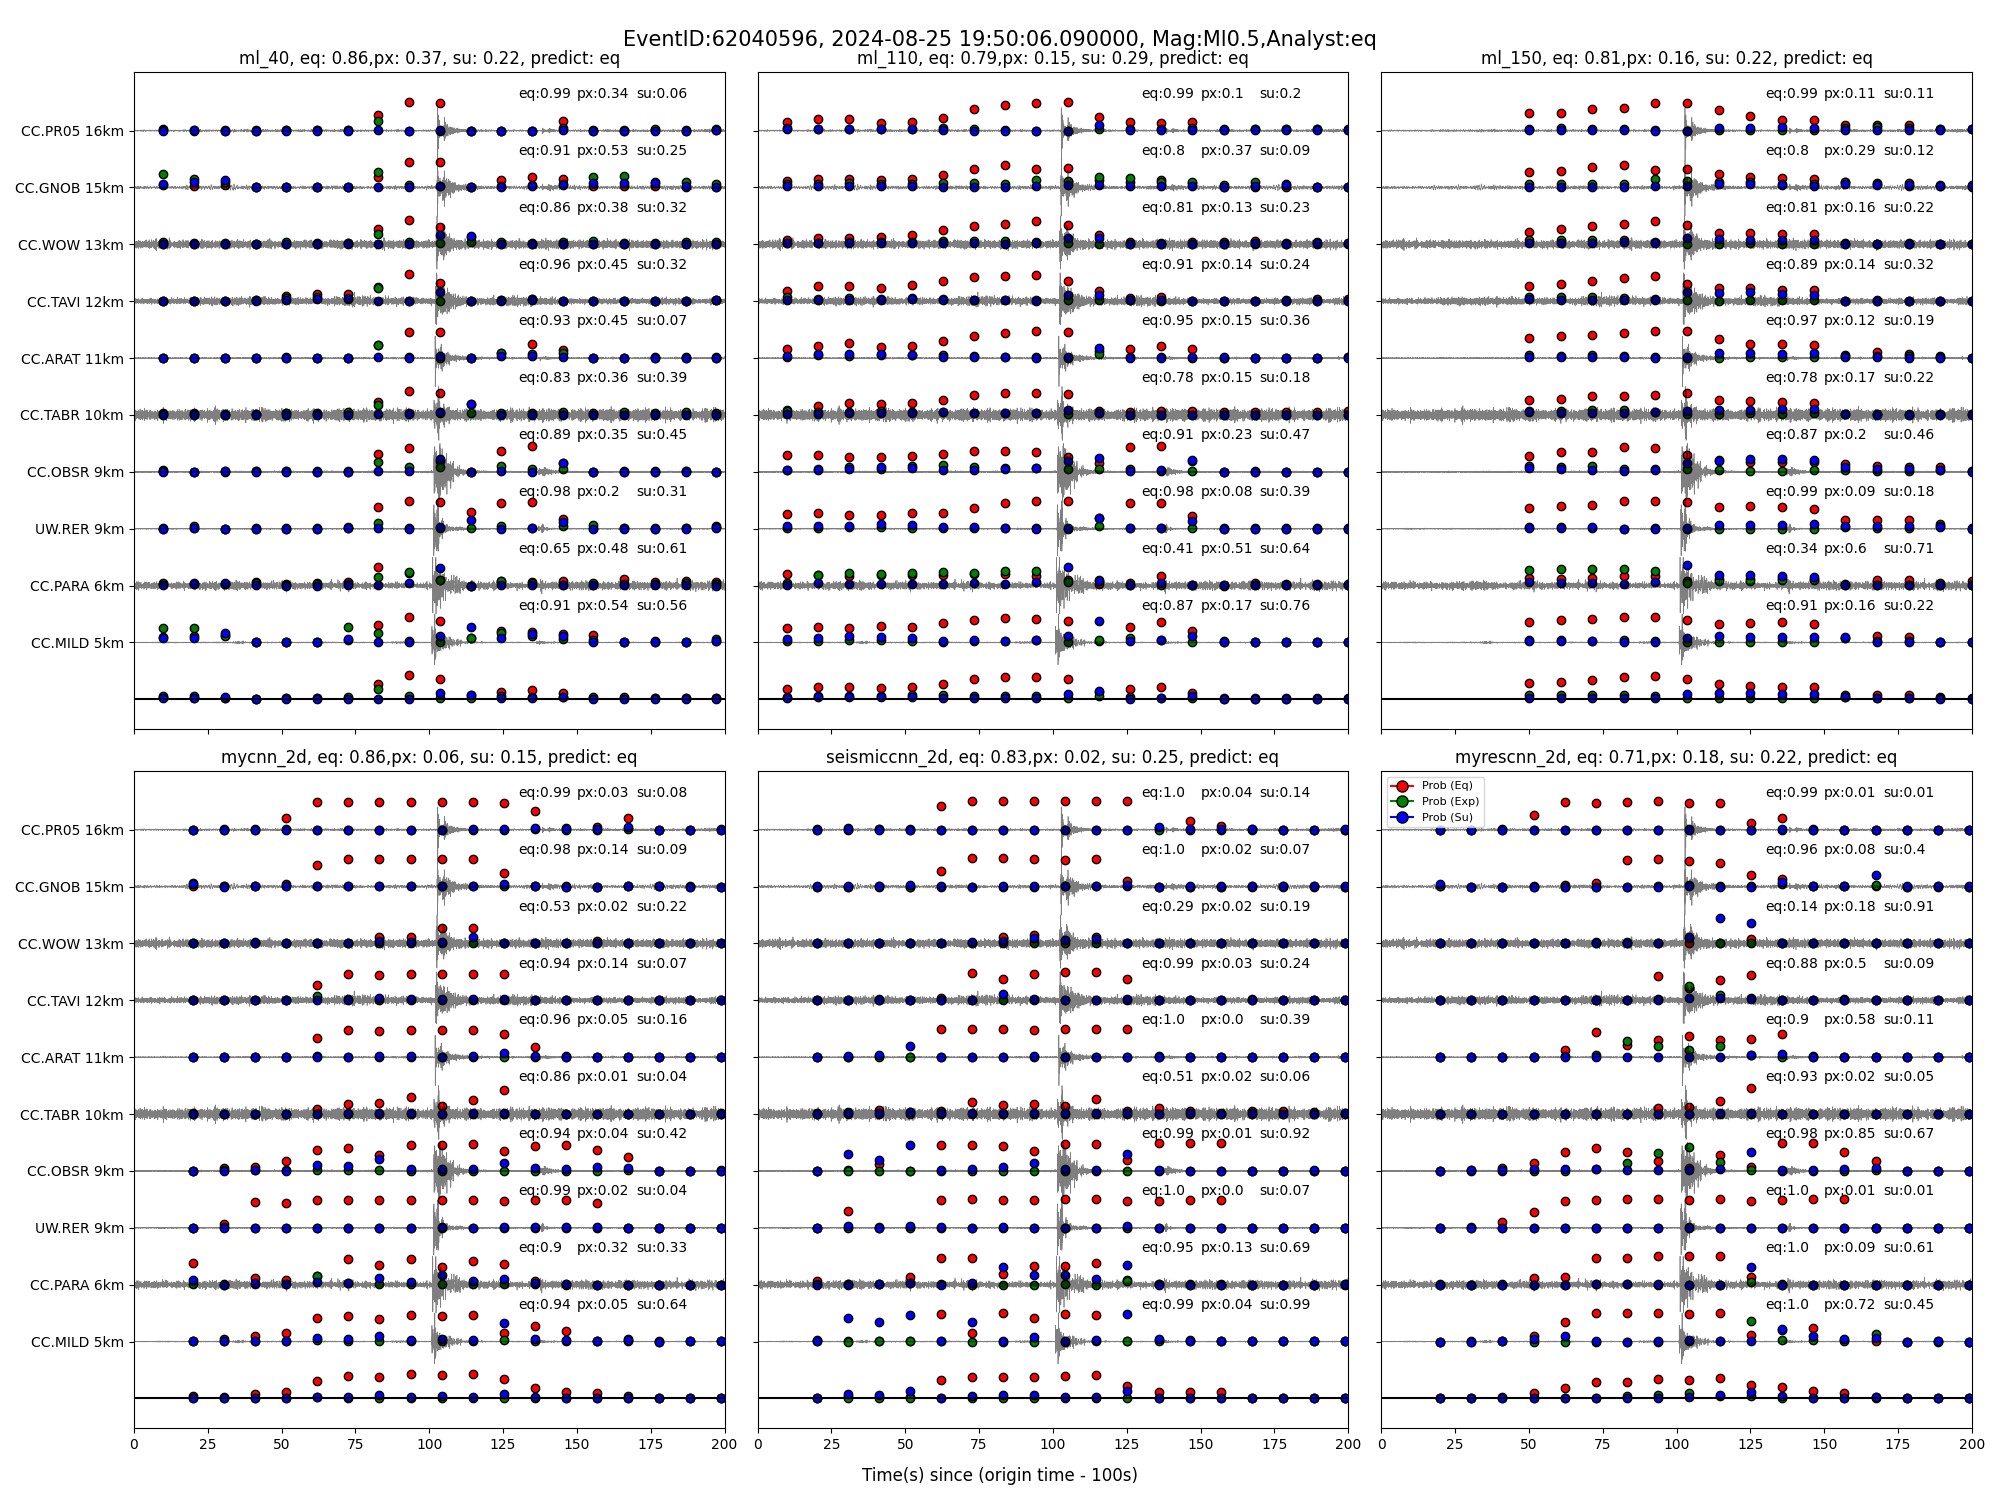 EventID:62040596, 2024-08-25 19:50:06.090000, Mag:Ml0.5,Analyst:eq
ml_40, eq: 0.86,px: 0.37, su: 0.22, predict: eq
eq:0.99 px:0.34 su:0.06
CC.PR05 16km
eq:0.91 px:0.53 su:0.25
CC.GNOB 15km
eq:0.86 px:0.38 su:0.32
CC.WOW 13km
eq:0.96 px:0.45 su:0.32
CC.TAVI 12km
eq:0.93 px:0.45 su:0.07
CC.ARAT 11km
eq:0.83 px:0.36 su:0.39
CC.TABR 10km
eq:0.89 px:0.35 su:0.45
CC.OBSR 9km
eq:0.98 px:0.2 su:0.31
UW.RER 9km
eq:0.65 px:0.48 su:0.61
CC.PARA 6km
eq:0.91 px:0.54 su:0.56
CC.MILD 5km
ml_110, eq: 0.79,px: 0.15, su: 0.29, predict: eq
eq:0.99 px:0.1 su:0.2
eq:0.8 px:0.37 su:0.09
eq:0.81 px:0.13 su:0.23
eq:0.91 px:0.14 su:0.24
eq:0.95 px:0.15 su:0.36
eq:0.78 px:0.15 su:0.18
eq:0.91 px:0.23 su:0.47
eq:0.98 px:0.08 su:0.39
eq:0.41 px:0.51 su:0.64
eq:0.87 px:0.17 su:0.76
ml_150, eq: 0.81,px: 0.16, su: 0.22, predict: eq
eq:0.99 px:0.11 su:0.11
eq:0.8 px:0.29 su:0.12
eq:0.81 px:0.16 su:0.22
eq:0.89 px:0.14 su:0.32
eq:0.97 px:0.12 su:0.19
eq:0.78 px:0.17 su:0.22
eq:0.87 px:0.2 su:0.46
eq:0.99 px:0.09 su:0.18
eq:0.34 px:0.6 su:0.71
eq:0.91 px:0.16 su:0.22
mycnn_2d, eq: 0.86,px: 0.06, su: 0.15, predict: eq
eq:0.99 px:0.03 su:0.08
CC.PR05 16km
eq:0.98 px:0.14 su:0.09
CC.GNOB 15km
eq:0.53 px:0.02 su:0.22
CC.WOW 13km
eq:0.94 px:0.14 su:0.07
CC.TAVI 12km
eq:0.96 px:0.05 su:0.16
CC.ARAT 11km
eq:0.86 px:0.01 su:0.04
CC.TABR 10km
eq:0.94 px:0.04 su:0.42
CC.OBSR 9km
eq:0.99 px:0.02 su:0.04
UW.RER 9km
eq:0.9 px:0.32 su:0.33
CC.PARA 6km
eq:0.94 px:0.05 su:0.64
CC.MILD 5km
0 25 50 75 100 125 150 175 200
seismiccnn_2d, eq: 0.83,px: 0.02, su: 0.25, predict: eq
eq:1.0 px:0.04 su:0.14
eq:1.0 px:0.02 su:0.07
eq:0.29 px:0.02 su:0.19
eq:0.99 px:0.03 su:0.24
eq:1.0 px:0.0 su:0.39
eq:0.51 px:0.02 su:0.06
eq:0.99 px:0.01 su:0.92
eq:1.0 px:0.0 su:0.07
eq:0.95 px:0.13 su:0.69
eq:0.99 px:0.04 su:0.99
0 25 50 75 100 125 150 175 200
myrescnn_2d, eq: 0.71,px: 0.18, su: 0.22, predict: eq
Prob (Eq)
Prob (Exp)
Prob (Su)
eq:0.99 px:0.01 su:0.01
eq:0.96 px:0.08 su:0.4
eq:0.14 px:0.18 su:0.91
eq:0.88 px:0.5 su:0.09
eq:0.9 px:0.58 su:0.11
eq:0.93 px:0.02 su:0.05
eq:0.98 px:0.85 su:0.67
eq:1.0 px:0.01 su:0.01
eq:1.0 px:0.09 su:0.61
eq:1.0 px:0.72 su:0.45
0 25 50 75 100 125 150 175 200
Time(s) since (origin time - 100s)